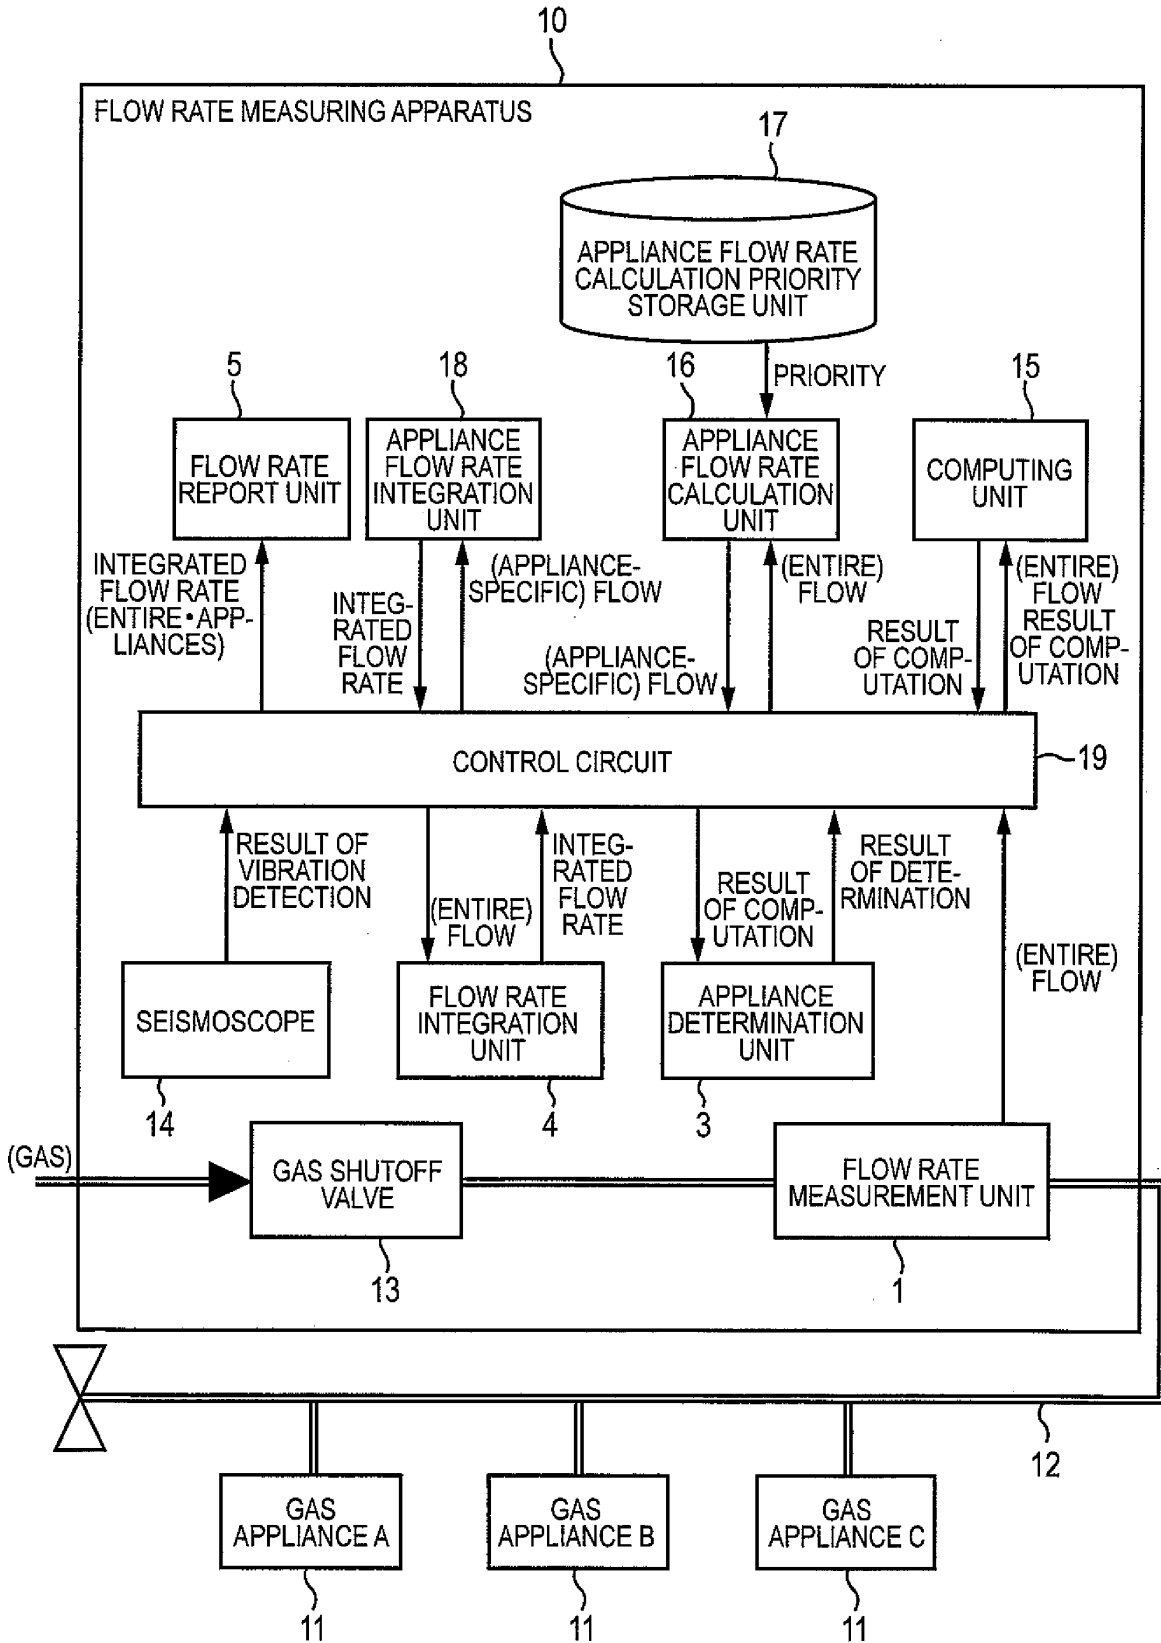 10
FLOW RATE MEASURING APPARATUS
17
APPLIANCE FLOW RATE
CALCULATION PRIORITY
STORAGE UNIT
5
18
16
PRIORITY
15
FLOW RATE
REPORT UNIT
APPLIANCE
FLOW RATE
INTEGRATION
UNIT
APPLIANCE
FLOW RATE
CALCULATION
UNIT
COMPUTING
UNIT
INTEGRATED
FLOW RATE
(ENTIRE•APP-
LIANCES)
INTEG-
RATED
FLOW
RATE
(APPLIANCE-
SPECIFIC) FLOW
(APPLIANCE-
SPECIFIC) FLOW
(ENTIRE)
FLOW
RESULT
OF COMP-
UTATION
(ENTIRE)
FLOW
RESULT
OF COMP-
UTATION
CONTROL CIRCUIT
19
RESULT OF
VIBRATION
DETECTION
(ENTIRE)
FLOW
INTEG-
RATED
FLOW
RATE
RESULT
OF COMP-
UTATION
RESULT
OF DETE-
RMINATION
(ENTIRE)
FLOW
SEISMOSCOPE
FLOW RATE
INTEGRATION
UNIT
APPLIANCE
DETERMINATION
UNIT
14
4
3
(GAS)
GAS SHUTOFF
VALVE
FLOW RATE
MEASUREMENT UNIT
13
1
12
GAS
APPLIANCE A
GAS
APPLIANCE B
GAS
APPLIANCE C
11
11
11